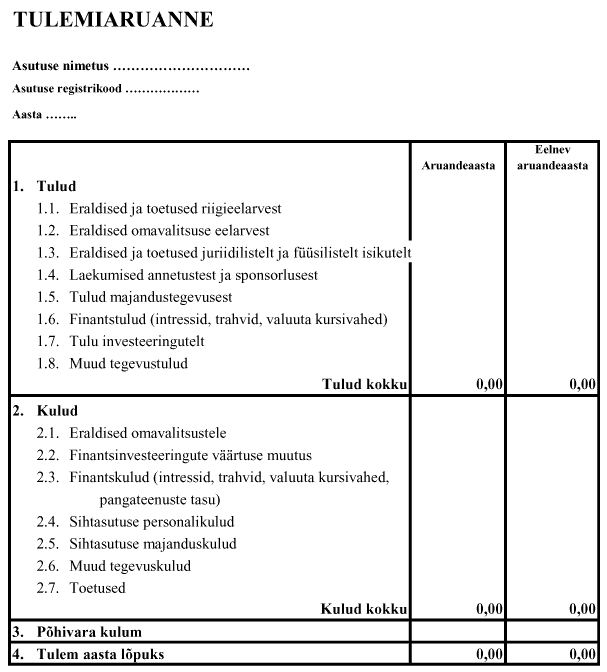 TULEMIARUANNE
Asutuse nimetus …………………………
Asutuse registrikood ………………
Aasta ……..
Aruandeaasta
Eelnev
aruandeaasta
1. Tulud
1.1. Eraldised ja toetused riigieelarvest
1.2. Eraldised omavalitsuse eelarvest
1.3. Eraldised ja toetused juriidilistelt ja füüsilistelt isikutelt
1.4. Laekumised annetustest ja sponsorlusest
1.5. Tulud majandustegevusest
1.6. Finantstulud (intressid, trahvid, valuuta kursivahed)
1.7. Tulu investeeringutelt
1.8. Muud tegevustulud
Tulud kokku 0,00 0,00
2. Kulud
2.1. Eraldised omavalitsustele
2.2. Finantsinvesteeringute väärtuse muutus
2.3. Finantskulud (intressid, trahvid, valuuta kursivahed,
pangateenuste tasu)
2.4. Sihtasutuse personalikulud
2.5. Sihtasutuse majanduskulud
2.6. Muud tegevuskulud
2.7. Toetused
Kulud kokku 0,00 0,00
3. Põhivara kulum
4. Tulem aasta lõpuks 0,00 0,00